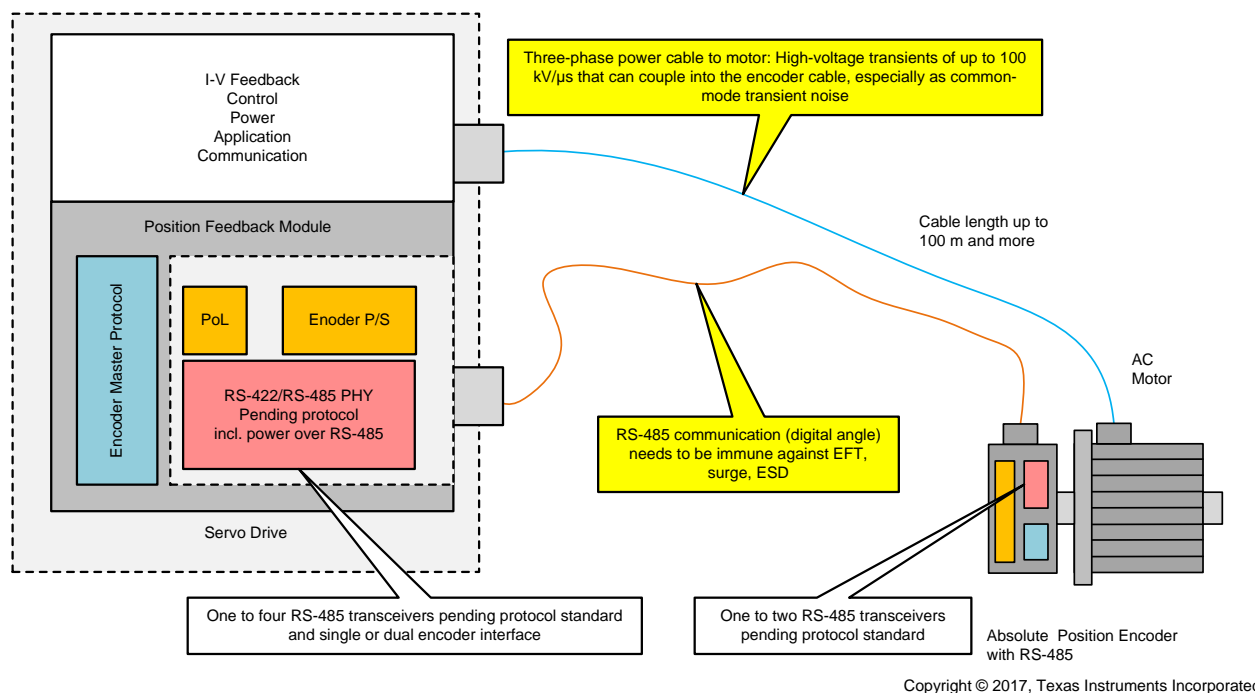 Three-phase power cable to motor: High-voltage transients of up to 100
kV/µs that can couple into the encoder cable, especially as common-
mode transient noise
I-V Feedback
Control
Power
Application
Communication
Position Feedback Module
Cable length up to
100 m and more
Encoder Master Protocol
PoL
Enoder P/S
RS-422/RS-485 PHY
Pending protocol
incl. power over RS-485
AC
Motor
RS-485 communication (digital angle)
needs to be immune against EFT,
surge, ESD
Servo Drive
One to four RS-485 transceivers pending protocol standard
and single or dual encoder interface
One to two RS-485 transceivers
pending protocol standard
Absolute Position Encoder
with RS-485
Copyright © 2017, Texas Instruments Incorporated